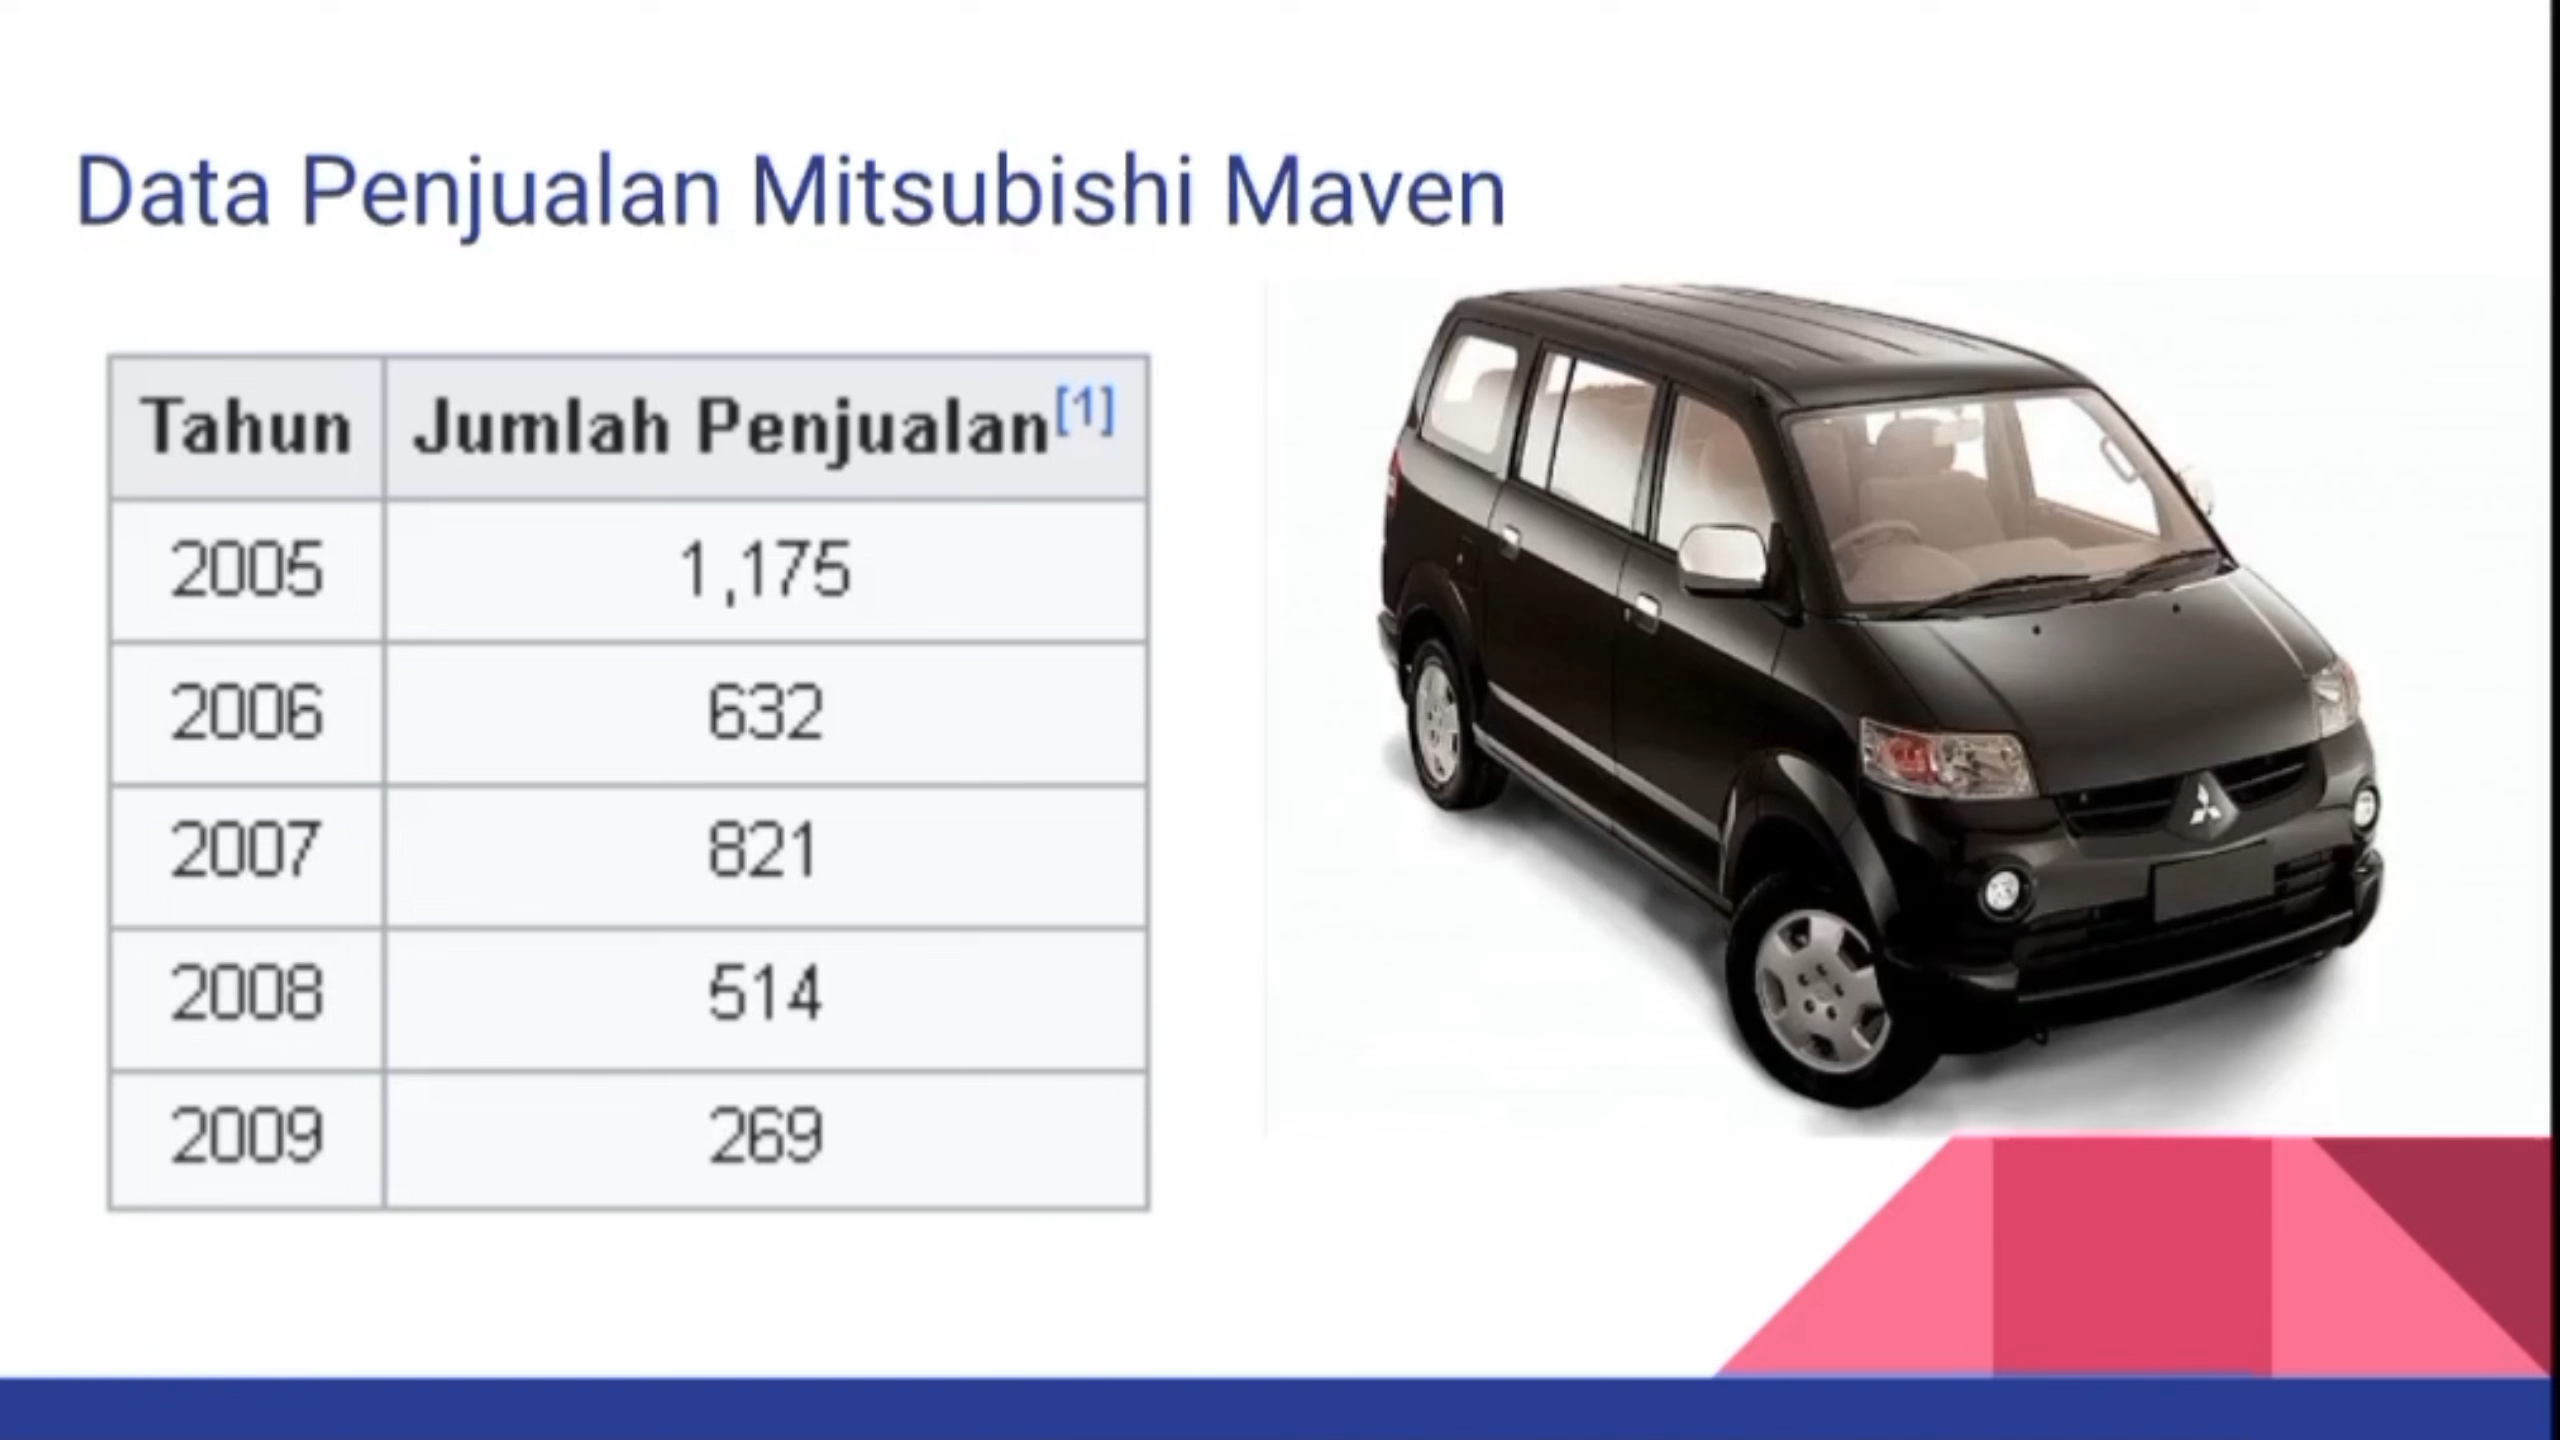 Data Penjualan Mitsubishi Maven
Tahun Jumlah Penjualan[1]
2005 1,175
2006 632
2007 821
2008 514
2009 269